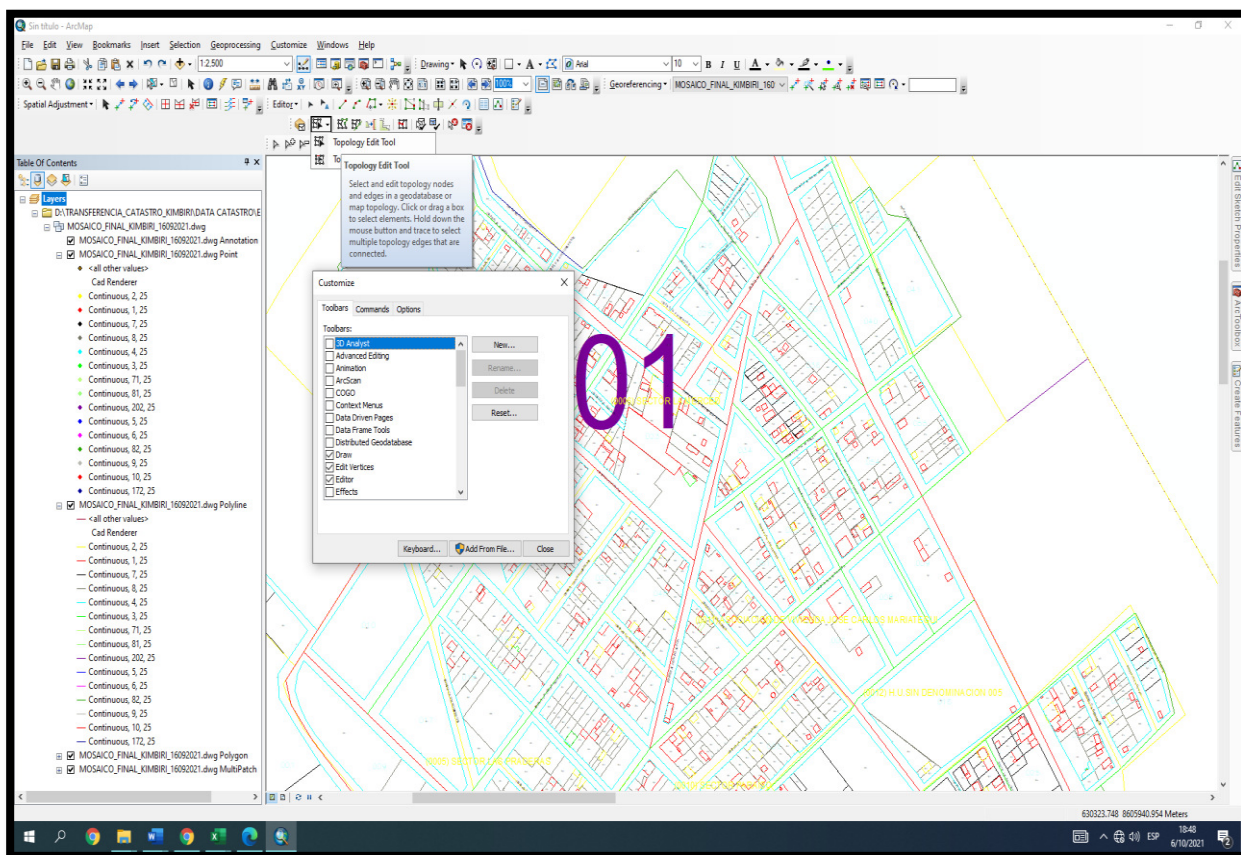 Sin título - ArcMap
File Edit View Bookmarks Insert Selection Geoprocessing Customize Windows Help
1:2,500
Drawing
A
Arial
10
B I U A
100%
Georeferencing
MOSAICO_FINAL_KIMBIRI_160
Spatial Adjustment
Editor
Topology Edit Tool
To
Topology Edit Tool
Select and edit topology nodes
and edges in a geodatabase or
map topology. Click or drag a box
to select elements. Hold down the
mouse button and trace to select
multiple topology edges that are
connected.
Table Of Contents
Layers
D:\TRANSFERENCIA_CATASTRO_KIMBIRI\DATA CATASTRO\E
MOSAICO_FINAL_KIMBIRI_16092021.dwg
MOSAICO_FINAL_KIMBIRI_16092021.dwg Annotation
MOSAICO_FINAL_KIMBIRI_16092021.dwg Point
<all other values>
Cad Renderer
Continuous, 2, 25
Continuous, 1, 25
Continuous, 7, 25
Continuous, 8, 25
Continuous, 4, 25
Continuous, 3, 25
Continuous, 71, 25
Continuous, 81, 25
Continuous, 202, 25
Continuous, 5, 25
Continuous, 6, 25
Continuous, 82, 25
Continuous, 9, 25
Continuous, 10, 25
Continuous, 172, 25
MOSAICO_FINAL_KIMBIRI_16092021.dwg Polyline
<all other values>
Cad Renderer
Continuous, 2, 25
Continuous, 1, 25
Continuous, 7, 25
Continuous, 8, 25
Continuous, 4, 25
Continuous, 3, 25
Continuous, 71, 25
Continuous, 81, 25
Continuous, 202, 25
Continuous, 5, 25
Continuous, 6, 25
Continuous, 82, 25
Continuous, 9, 25
Continuous, 10, 25
Continuous, 172, 25
MOSAICO_FINAL_KIMBIRI_16092021.dwg Polygon
MOSAICO_FINAL_KIMBIRI_16092021.dwg MultiPatch
Customize
Toolbars Commands Options
Toolbars:
3D Analyst
Advanced Editing
Animation
ArcScan
COGO
Context Menus
Data Driven Pages
Data Frame Tools
Distributed Geodatabase
Draw
Edit Vertices
Editor
Effects
New...
Rename...
Delete
Reset...
Keyboard...
Add From File...
Close
01
JOSE CARLOS MARIATEGUI
H.U.SIN DENOMINACION 005
SECTOR LAS PRADERAS
Edit Sketch Properties
ArcToolbox
Create Features
630323.748 8605940.954 Meters
ESP
18:48
6/10/2021
2